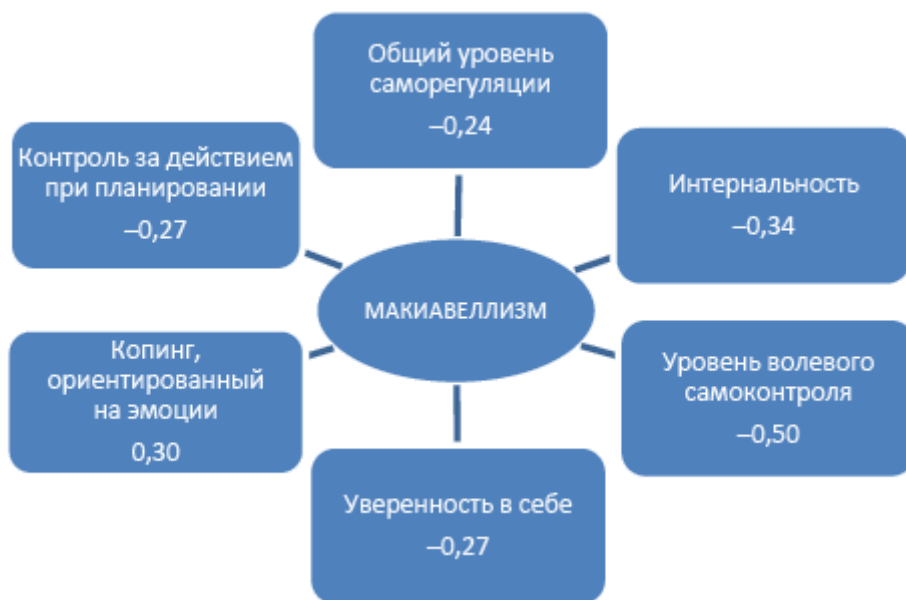 Общий уровень
саморегуляции
–0,24
Контроль за действием
при планировании
–0,27
Интернальность
–0,34
МАКИАВЕЛЛИЗМ
Копинг,
ориентированный
на эмоции
0,30
Уровень волевого
самоконтроля
–0,50
Уверенность в себе
–0,27